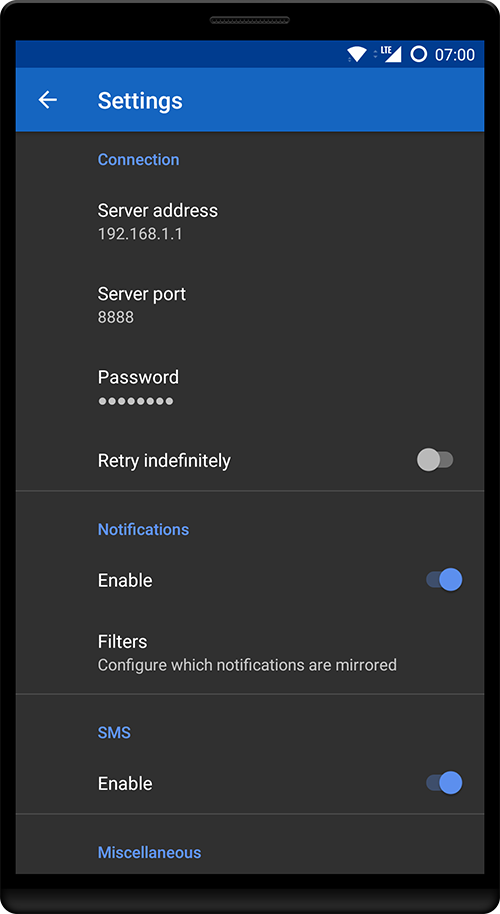 LTE 07:00
Settings
Connection
Server address
192.168.1.1
Server port
8888
Password
••••••••
Retry indefinitely
Notifications
Enable
Filters
Configure which notifications are mirrored
SMS
Enable
Miscellaneous